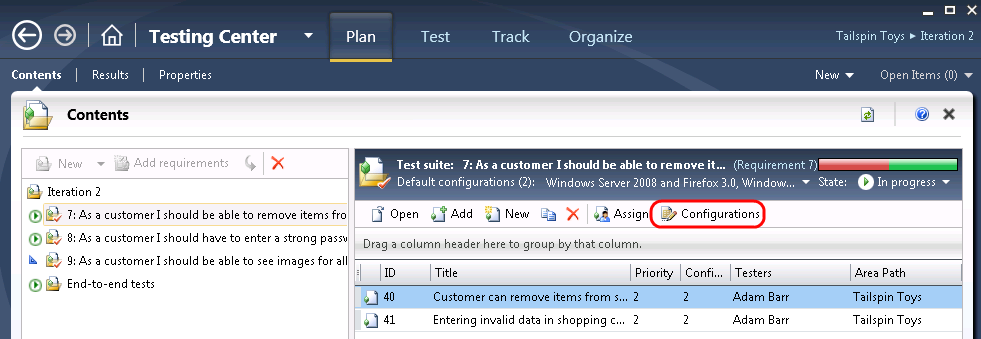 Testing Center Plan Test Track Organize Tailspin Toys ▸ Iteration 2
Contents Results Properties New Open Items (0)
Contents
New Add requirements
Iteration 2
7: As a customer I should be able to remove items fro
8: As a customer I should have to enter a strong passw
9: As a customer I should be able to see images for all
End-to-end tests
Test suite: 7: As a customer I should be able to remove it... (Requirement 7)
Default configurations (2): Windows Server 2008 and Firefox 3.0, Window... State: In progress
Open Add New Assign Configurations
Drag a column header here to group by that column.
ID Title Priority Confi... Testers Area Path
40 Customer can remove items from s... 2 2 Adam Barr Tailspin Toys
41 Entering invalid data in shopping c... 2 2 Adam Barr Tailspin Toys